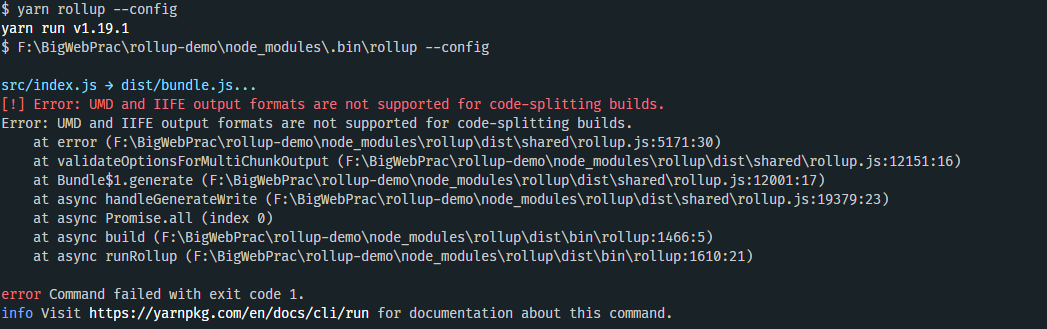 $ yarn rollup --config
yarn run v1.19.1
$ F:\BigWebPrac\rollup-demo\node_modules\.bin\rollup --config
src/index.js → dist/bundle.js...
[!] Error: UMD and IIFE output formats are not supported for code-splitting builds.
Error: UMD and IIFE output formats are not supported for code-splitting builds.
    at error (F:\BigWebPrac\rollup-demo\node_modules\rollup\dist\shared\rollup.js:5171:30)
    at validateOptionsForMultiChunkOutput (F:\BigWebPrac\rollup-demo\node_modules\rollup\dist\shared\rollup.js:12151:16)
    at Bundle$1.generate (F:\BigWebPrac\rollup-demo\node_modules\rollup\dist\shared\rollup.js:12001:17)
    at async handleGenerateWrite (F:\BigWebPrac\rollup-demo\node_modules\rollup\dist\shared\rollup.js:19379:23)
    at async Promise.all (index 0)
    at async build (F:\BigWebPrac\rollup-demo\node_modules\rollup\dist\bin\rollup:1466:5)
    at async runRollup (F:\BigWebPrac\rollup-demo\node_modules\rollup\dist\bin\rollup:1610:21)
error Command failed with exit code 1.
info Visit https://yarnpkg.com/en/docs/cli/run for documentation about this command.